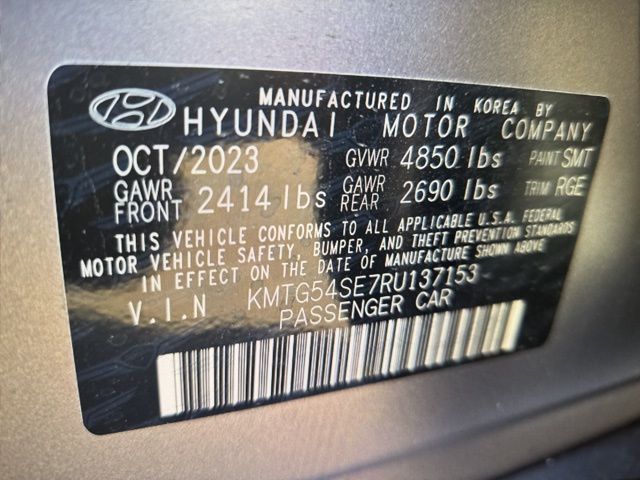 MANUFACTURED IN KOREA BY
HYUNDAI MOTOR COMPANY
OCT/2023 GVWR 4850 lbs PAINT SMT
GAWR FRONT 2414 lbs GAWR REAR 2690 lbs TRIM RGE
THIS VEHICLE CONFORMS TO ALL APPLICABLE U.S.A. FEDERAL
MOTOR VEHICLE SAFETY, BUMPER, AND THEFT PREVENTION STANDARDS
IN EFFECT ON THE DATE OF MANUFACTURE SHOWN ABOVE
V.I.N KMTG54SE7RU137153
PASSENGER CAR